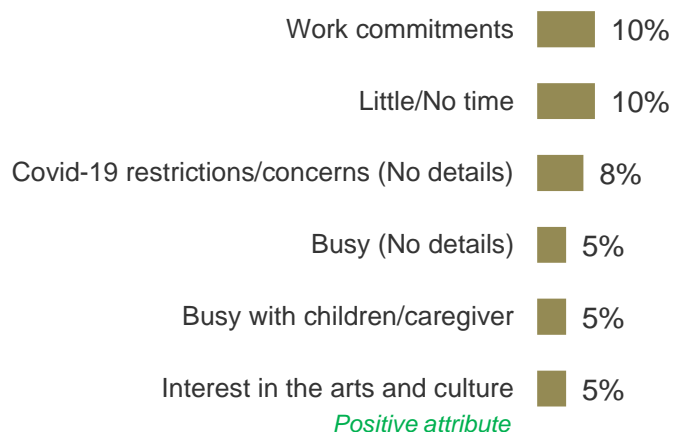 Work commitments 10%
Little/No time 10%
Covid-19 restrictions/concerns (No details) 8%
Busy (No details) 5%
Busy with children/caregiver 5%
Interest in the arts and culture 5%
Positive attribute